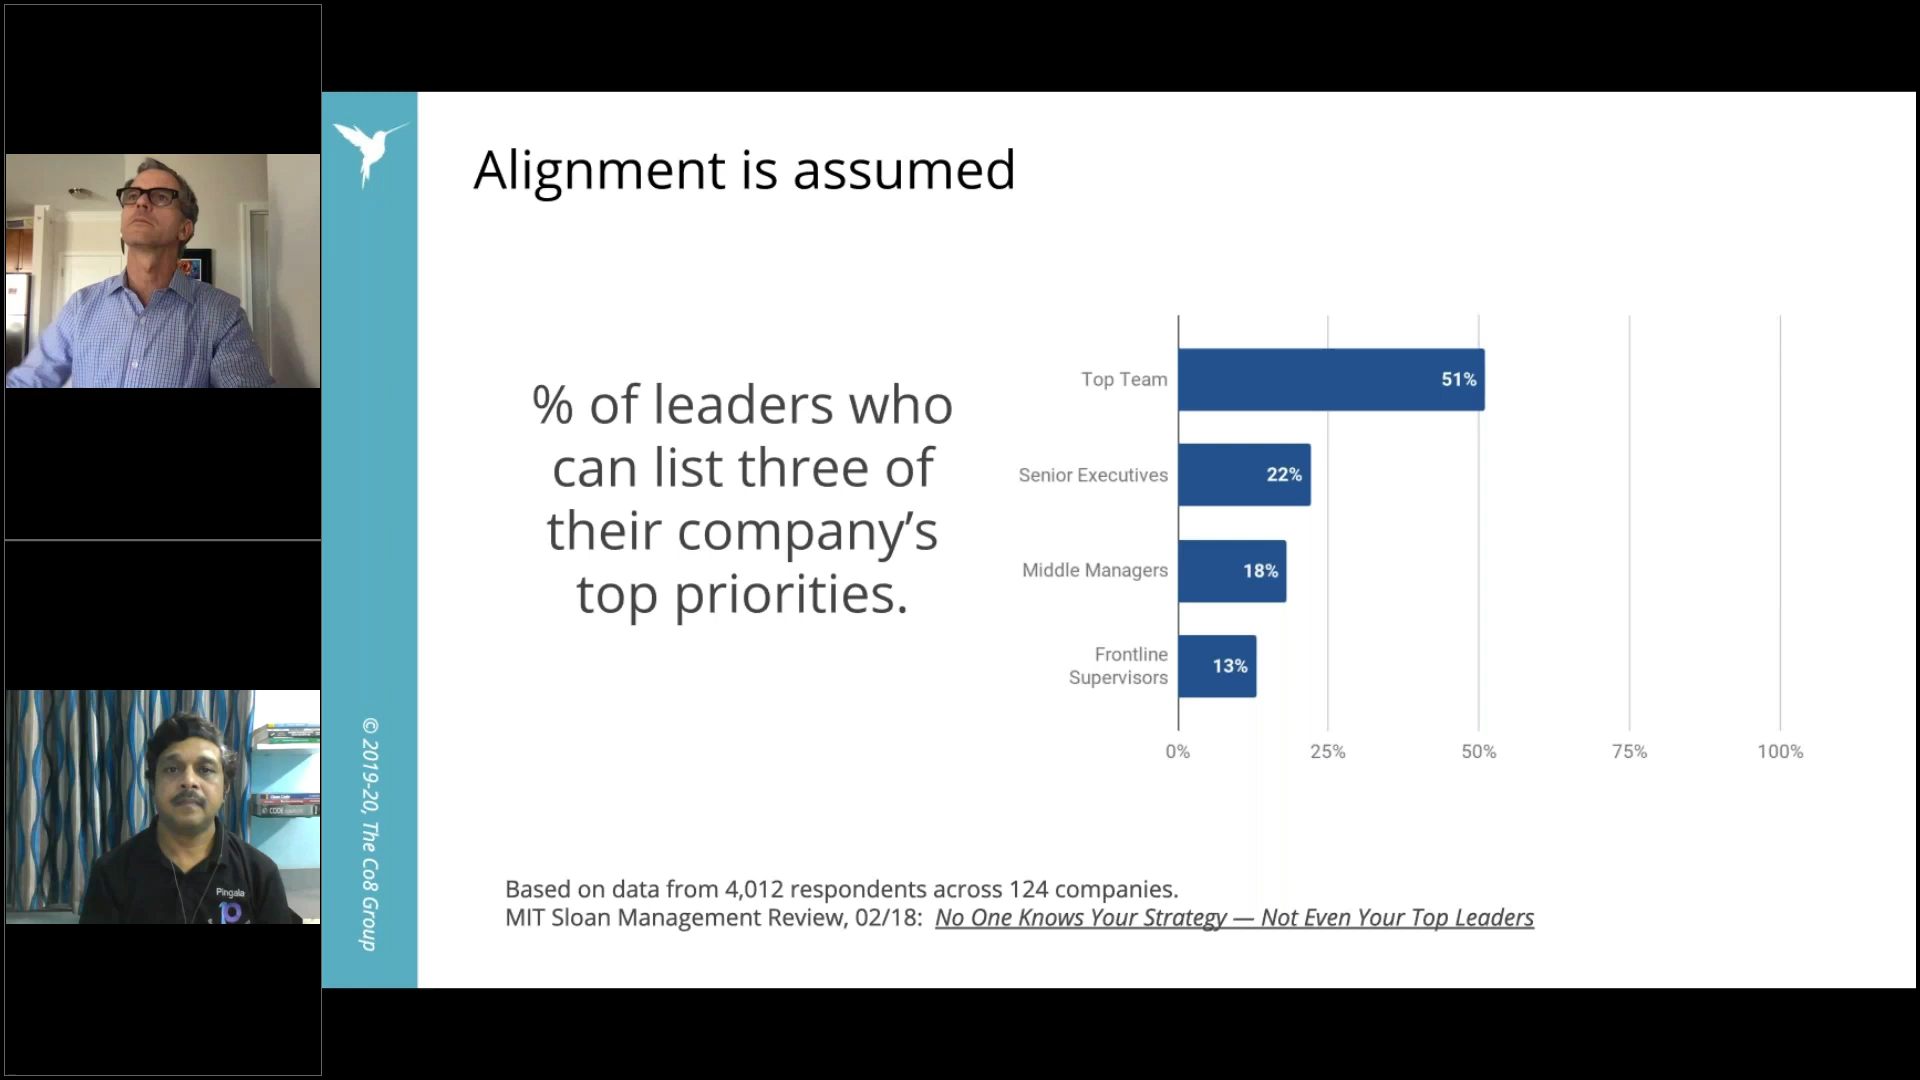 Alignment is assumed
% of leaders who
can list three of
their company’s
top priorities.
Top Team
51%
Senior Executives
22%
Middle Managers
18%
Frontline
Supervisors
13%
0% 25% 50% 75% 100%
Based on data from 4,012 respondents across 124 companies.
MIT Sloan Management Review, 02/18: No One Knows Your Strategy — Not Even Your Top Leaders
© 2019-20, The Co8 Group
Pingala
10
CODE